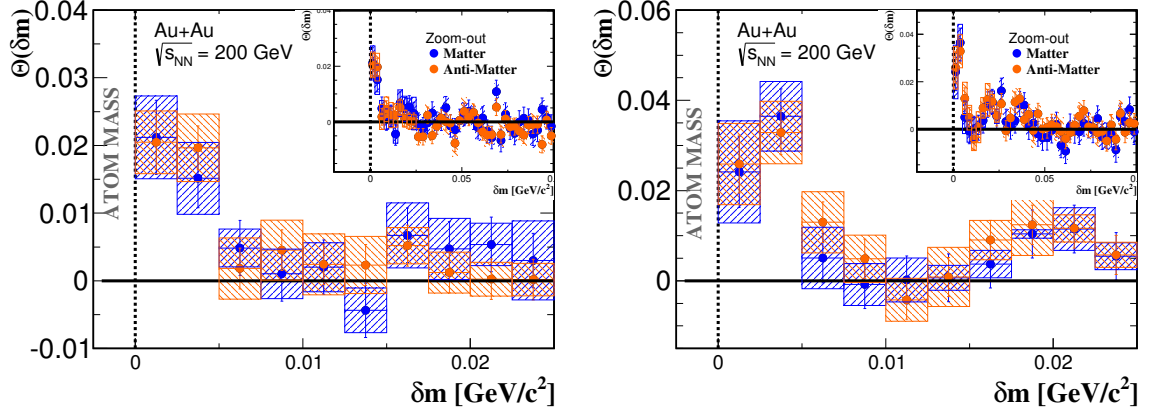 Θ(δm)
0.04
0.03
0.02
0.01
0
-0.01
ATOM MASS
Au+Au
√sNN = 200 GeV
Θ(δm)
0.04
0.02
0
Zoom-out
Matter
Anti-Matter
0
0.05
0.
δm [GeV/c²]
0
0.01
0.02
δm [GeV/c²]
Θ(δm)
0.06
0.04
0.02
0
ATOM MASS
Au+Au
√sNN = 200 GeV
Θ(δm)
0.04
0.02
0
Zoom-out
Matter
Anti-Matter
0
0.05
0.
δm [GeV/c²]
0
0.01
0.02
δm [GeV/c²]